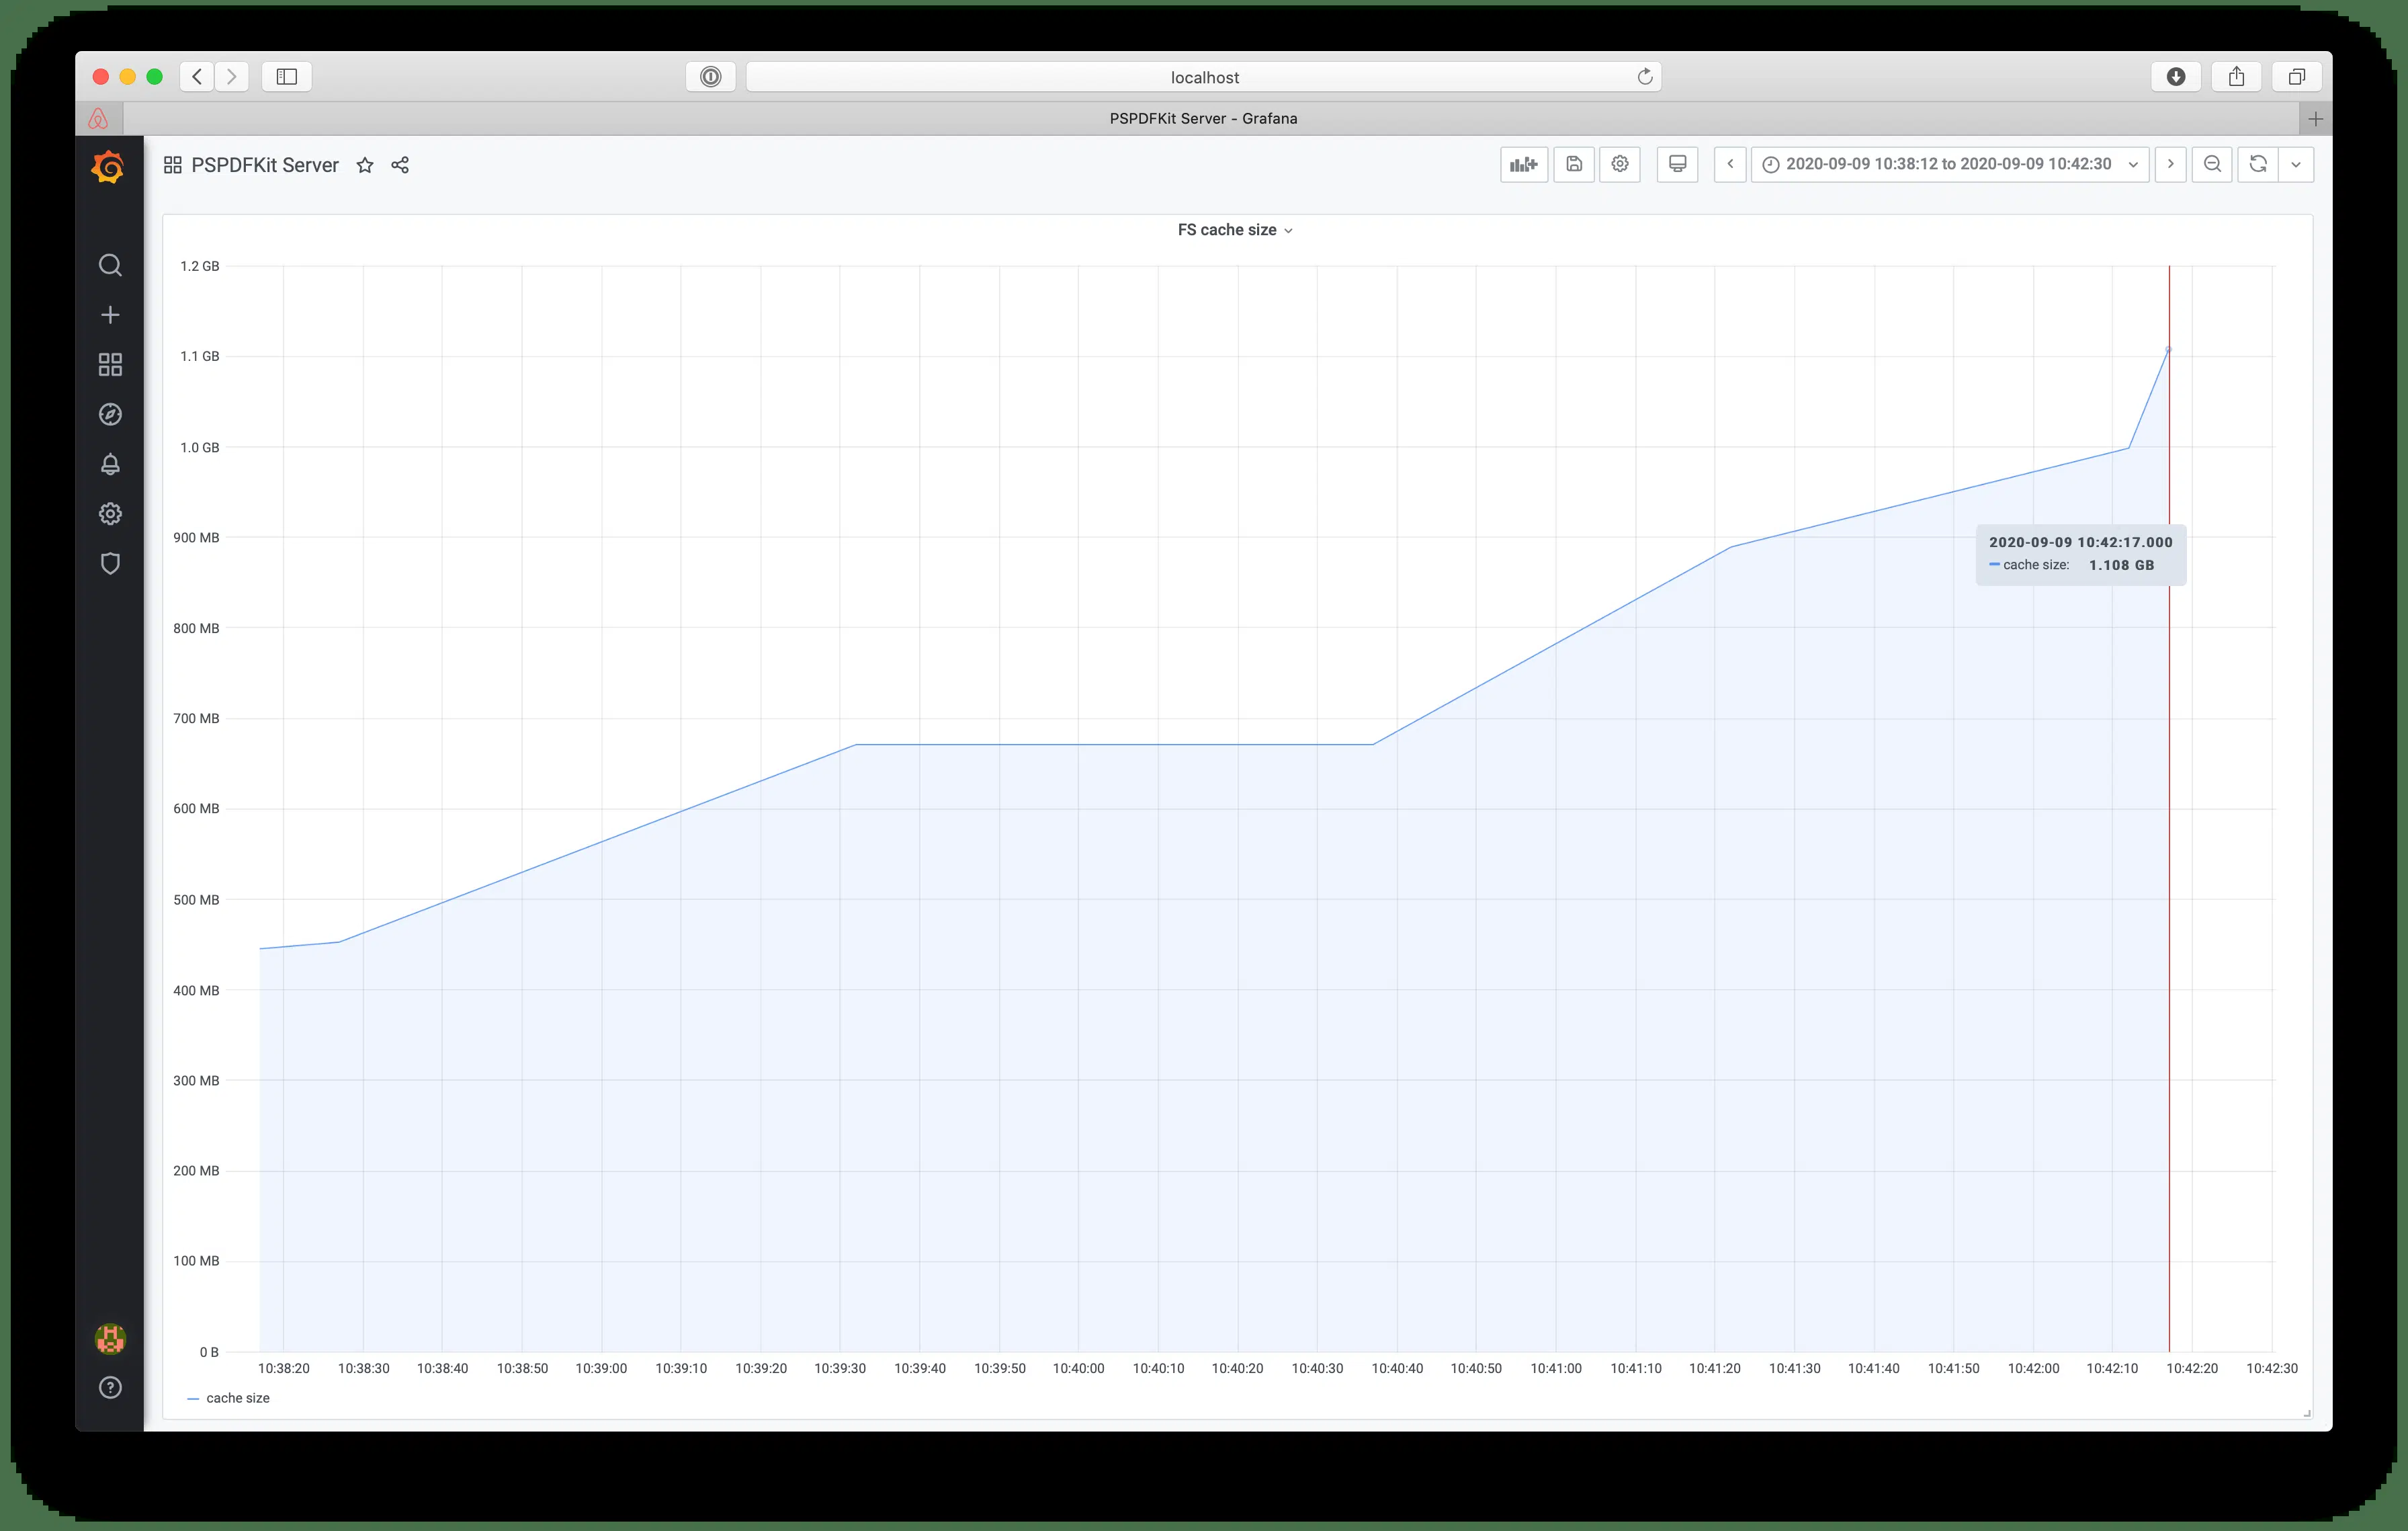 localhost
PSPDFKit Server - Grafana
PSPDFKit Server
2020-09-09 10:38:12 to 2020-09-09 10:42:30
FS cache size
1.2 GB
1.1 GB
1.0 GB
900 MB
800 MB
700 MB
600 MB
500 MB
400 MB
300 MB
200 MB
100 MB
0 B
2020-09-09 10:42:17.000
cache size: 1.108 GB
10:38:20 10:38:30 10:38:40 10:38:50 10:39:00 10:39:10 10:39:20 10:39:30 10:39:40 10:39:50 10:40:00 10:40:10 10:40:20 10:40:30 10:40:40 10:40:50 10:41:00 10:41:10 10:41:20 10:41:30 10:41:40 10:41:50 10:42:00 10:42:10 10:42:20 10:42:30
cache size